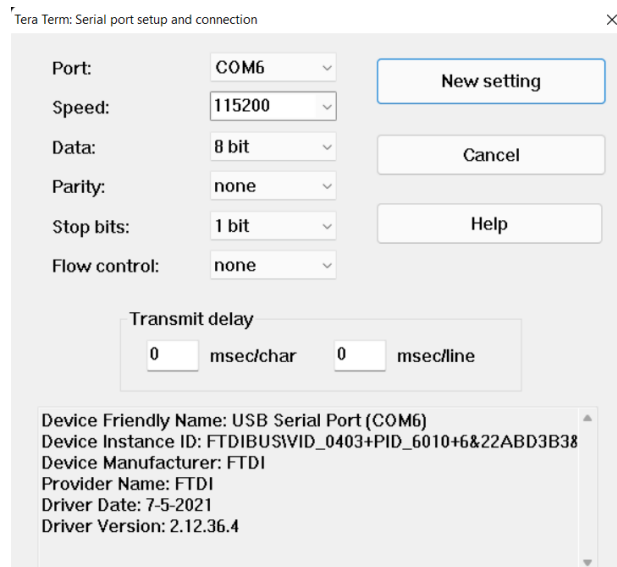 Tera Term: Serial port setup and connection
Port: COM6 New setting
Speed: 115200
Data: 8 bit Cancel
Parity: none
Stop bits: 1 bit Help
Flow control: none
Transmit delay
0 msec/char 0 msec/line
Device Friendly Name: USB Serial Port (COM6)
Device Instance ID: FTDIBUS\VID_0403+PID_6010+6&22ABD3B3&
Device Manufacturer: FTDI
Provider Name: FTDI
Driver Date: 7-5-2021
Driver Version: 2.12.36.4